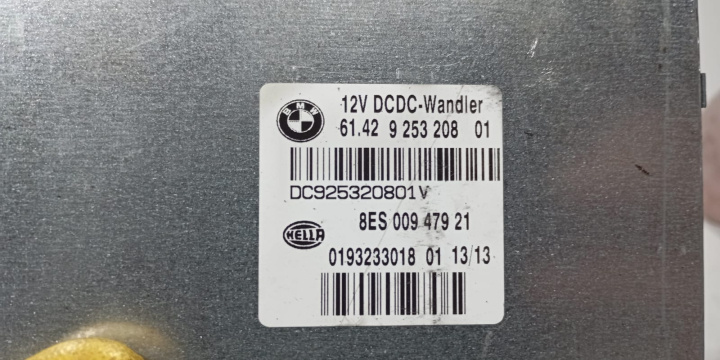 BMW
12V DCDC-Wandler
61.42 9 253 208 01
DC925320801V
8ES 009 479 21
HELLA
0193233018 01 13/13